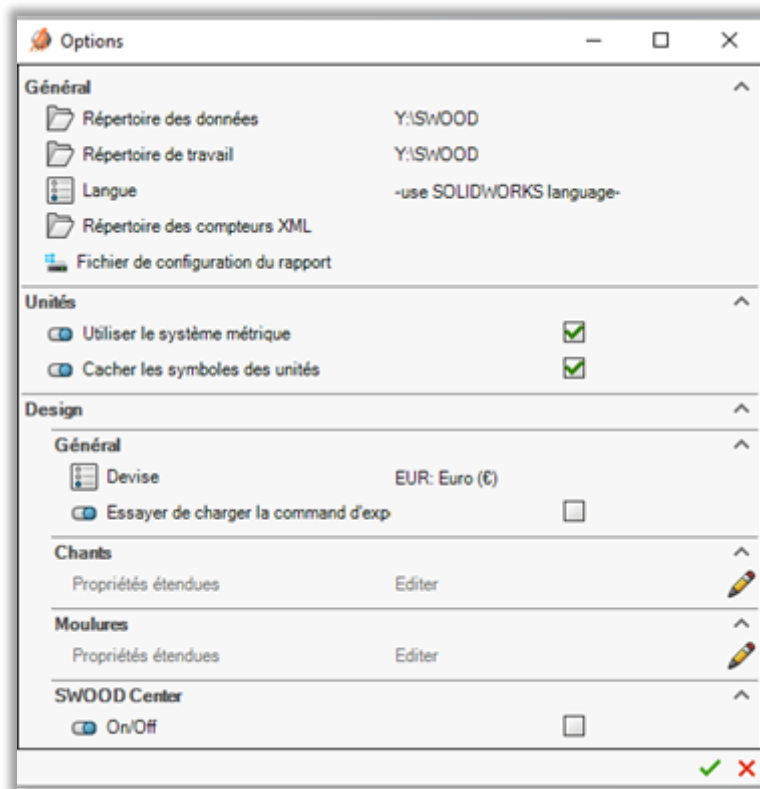 Options
Général
Répertoire des données Y:\SWOOD
Répertoire de travail Y:\SWOOD
Langue -use SOLIDWORKS language-
Répertoire des compteurs XML
Fichier de configuration du rapport
Unités
Utiliser le système métrique
Cacher les symboles des unités
Design
Général
Devise EUR: Euro (€)
Essayer de charger la command d'exp
Chants
Propriétés étendues Editer
Moulures
Propriétés étendues Editer
SWOOD Center
On/Off